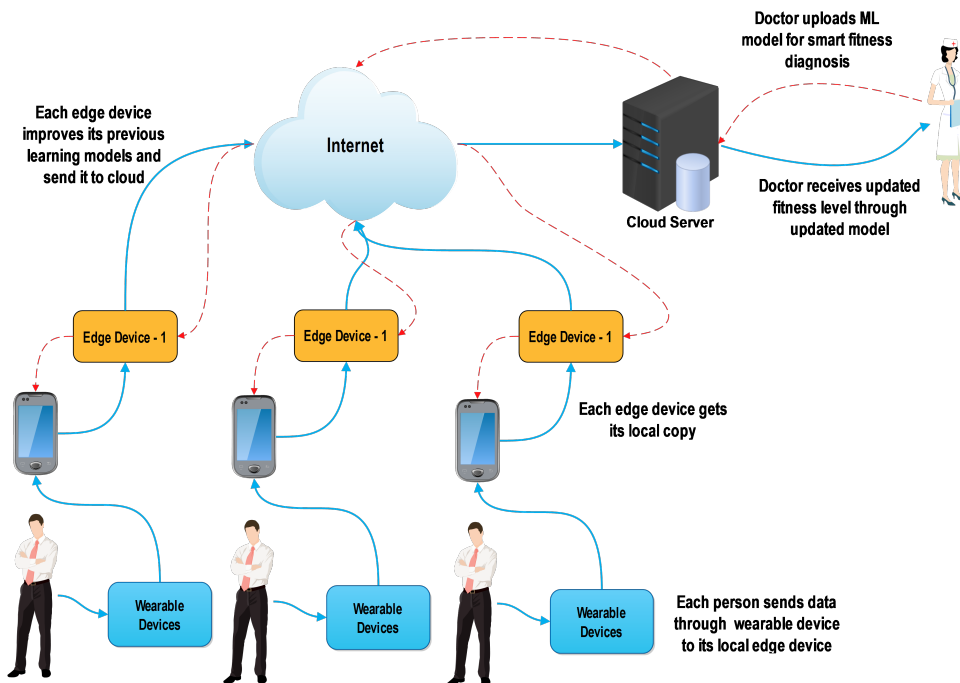 Doctor uploads ML
model for smart fitness
diagnosis
Each edge device
improves its previous
learning models and
send it to cloud
Internet
Cloud Server
Doctor receives updated
fitness level through
updated model
Edge Device - 1
Edge Device - 1
Edge Device - 1
Each edge device gets
its local copy
Wearable
Devices
Wearable
Devices
Wearable
Devices
Each person sends data
through wearable device
to its local edge device